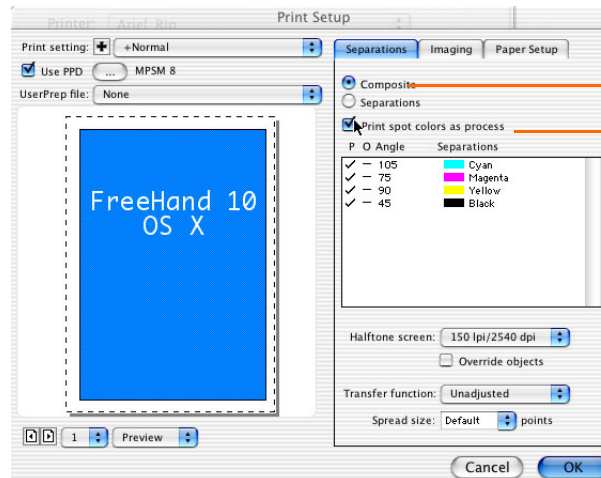 Print Setup
Printer: Ariel Rip
Print setting: + +Normal
Use PPD ... MPSM 8
UserPrep file: None
FreeHand 10
OS X
1 Preview
Separations Imaging Paper Setup
Composite
Separations
Print spot colors as process
P O Angle Separations
105 Cyan
75 Magenta
90 Yellow
45 Black
Halftone screen: 150 lpi/2540 dpi
Override objects
Transfer function: Unadjusted
Spread size: Default points
Cancel OK